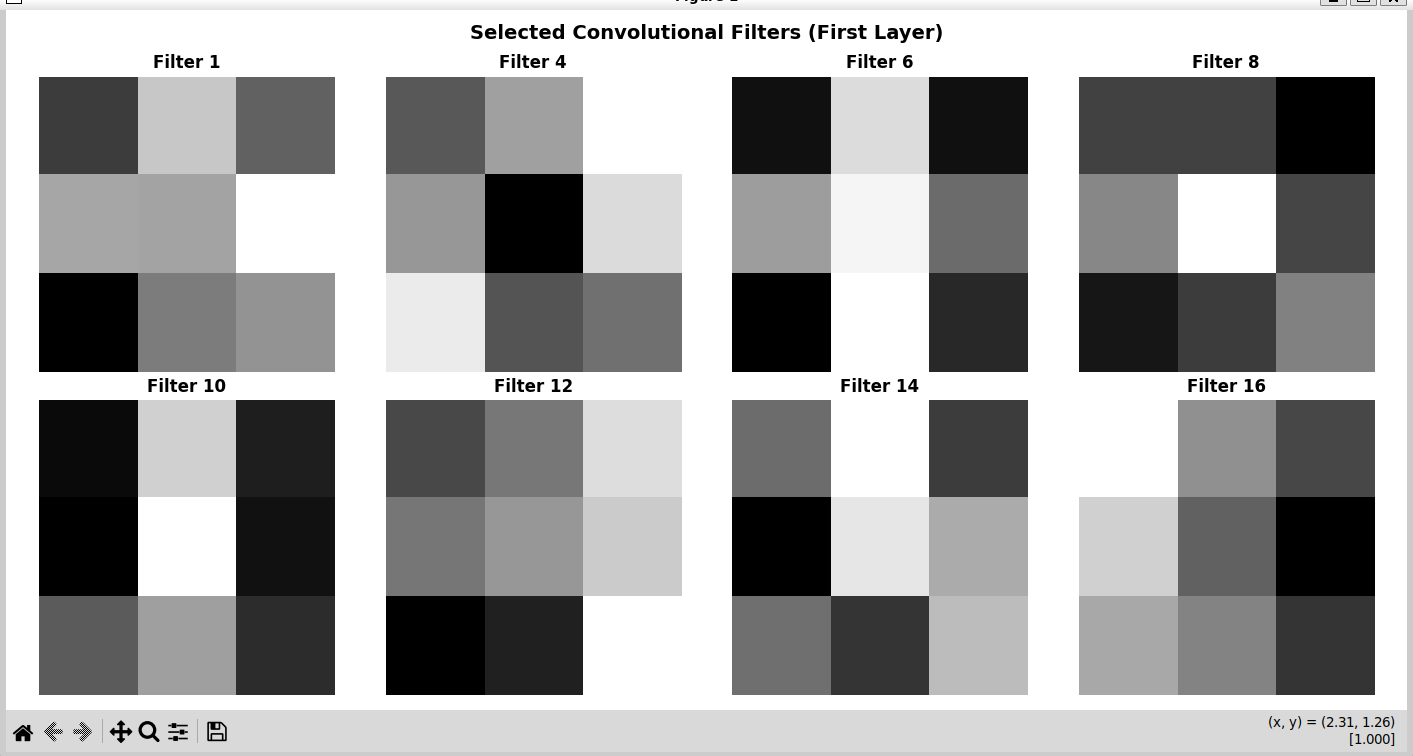 Selected Convolutional Filters (First Layer)
Filter 1
Filter 4
Filter 6
Filter 8
Filter 10
Filter 12
Filter 14
Filter 16
(x, y) = (2.31, 1.26)
[1.000]